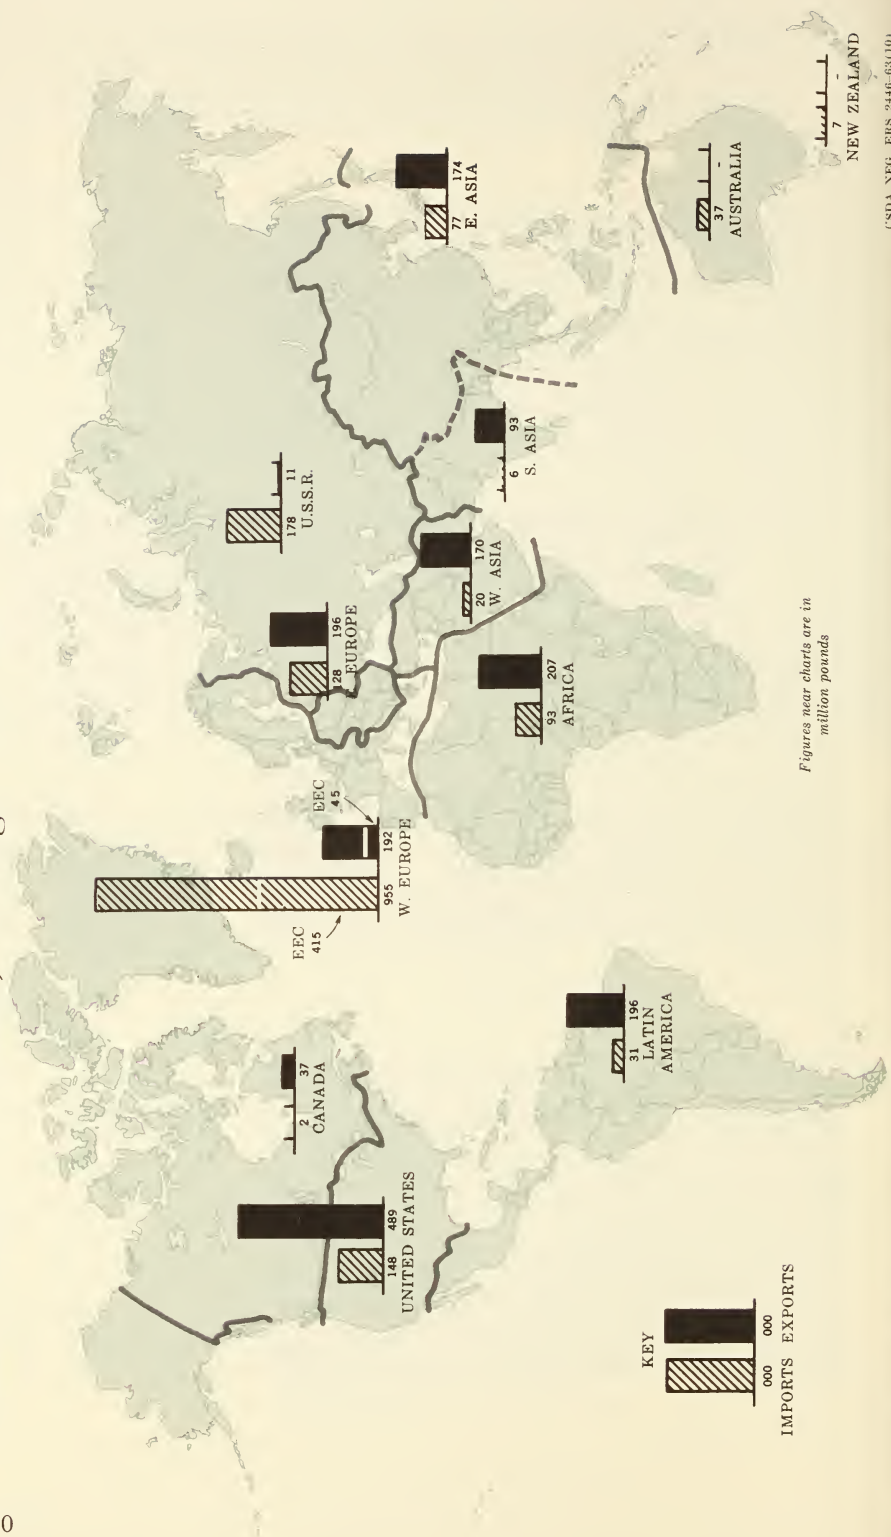 CANADA
2 37
UNITED STATES
148 489
LATIN
AMERICA
31 196
W. EUROPE
955 192
EEC
415
EEC
45
EUROPE
128 196
U.S.S.R.
178 11
AFRICA
93 207
W. ASIA
20 170
S. ASIA
6 93
E. ASIA
77 174
AUSTRALIA
37 -
NEW ZEALAND
7 -
KEY
000 000
IMPORTS EXPORTS
Figures near charts are in
million pounds
0